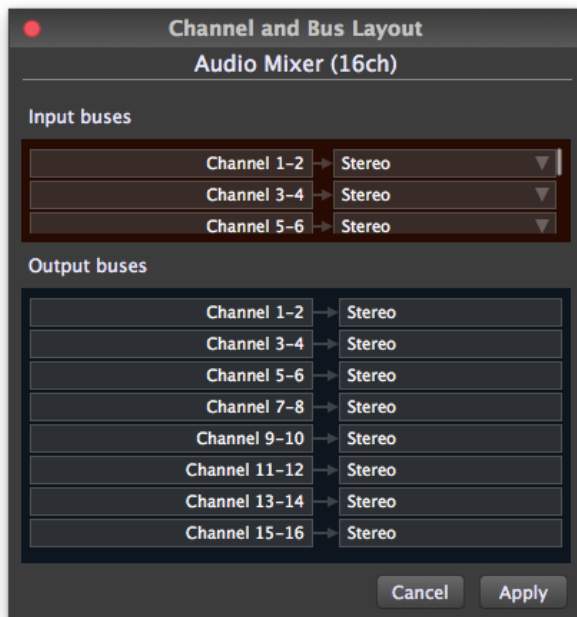 Channel and Bus Layout
Audio Mixer (16ch)
Input buses
Channel 1-2 Stereo
Channel 3-4 Stereo
Channel 5-6 Stereo
Output buses
Channel 1-2 Stereo
Channel 3-4 Stereo
Channel 5-6 Stereo
Channel 7-8 Stereo
Channel 9-10 Stereo
Channel 11-12 Stereo
Channel 13-14 Stereo
Channel 15-16 Stereo
Cancel Apply